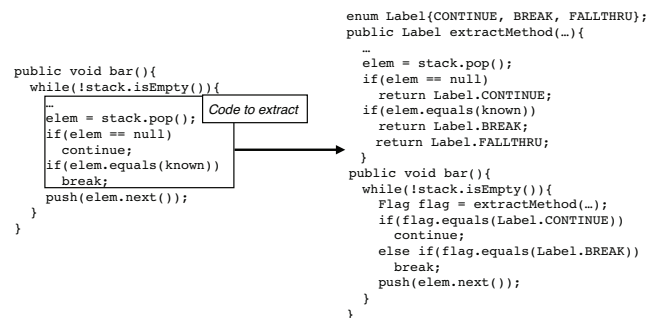 public void bar(){
while(!stack.isEmpty()){
…
elem = stack.pop();
if(elem == null)
continue;
if(elem.equals(known))
break;
push(elem.next());
}
}
Code to extract
enum Label{CONTINUE, BREAK, FALLTHRU};
public Label extractMethod(…){
…
elem = stack.pop();
if(elem == null)
return Label.CONTINUE;
if(elem.equals(known))
return Label.BREAK;
return Label.FALLTHRU;
}
public void bar(){
while(!stack.isEmpty()){
Flag flag = extractMethod(…);
if(flag.equals(Label.CONTINUE))
continue;
else if(flag.equals(Label.BREAK))
break;
push(elem.next());
}
}